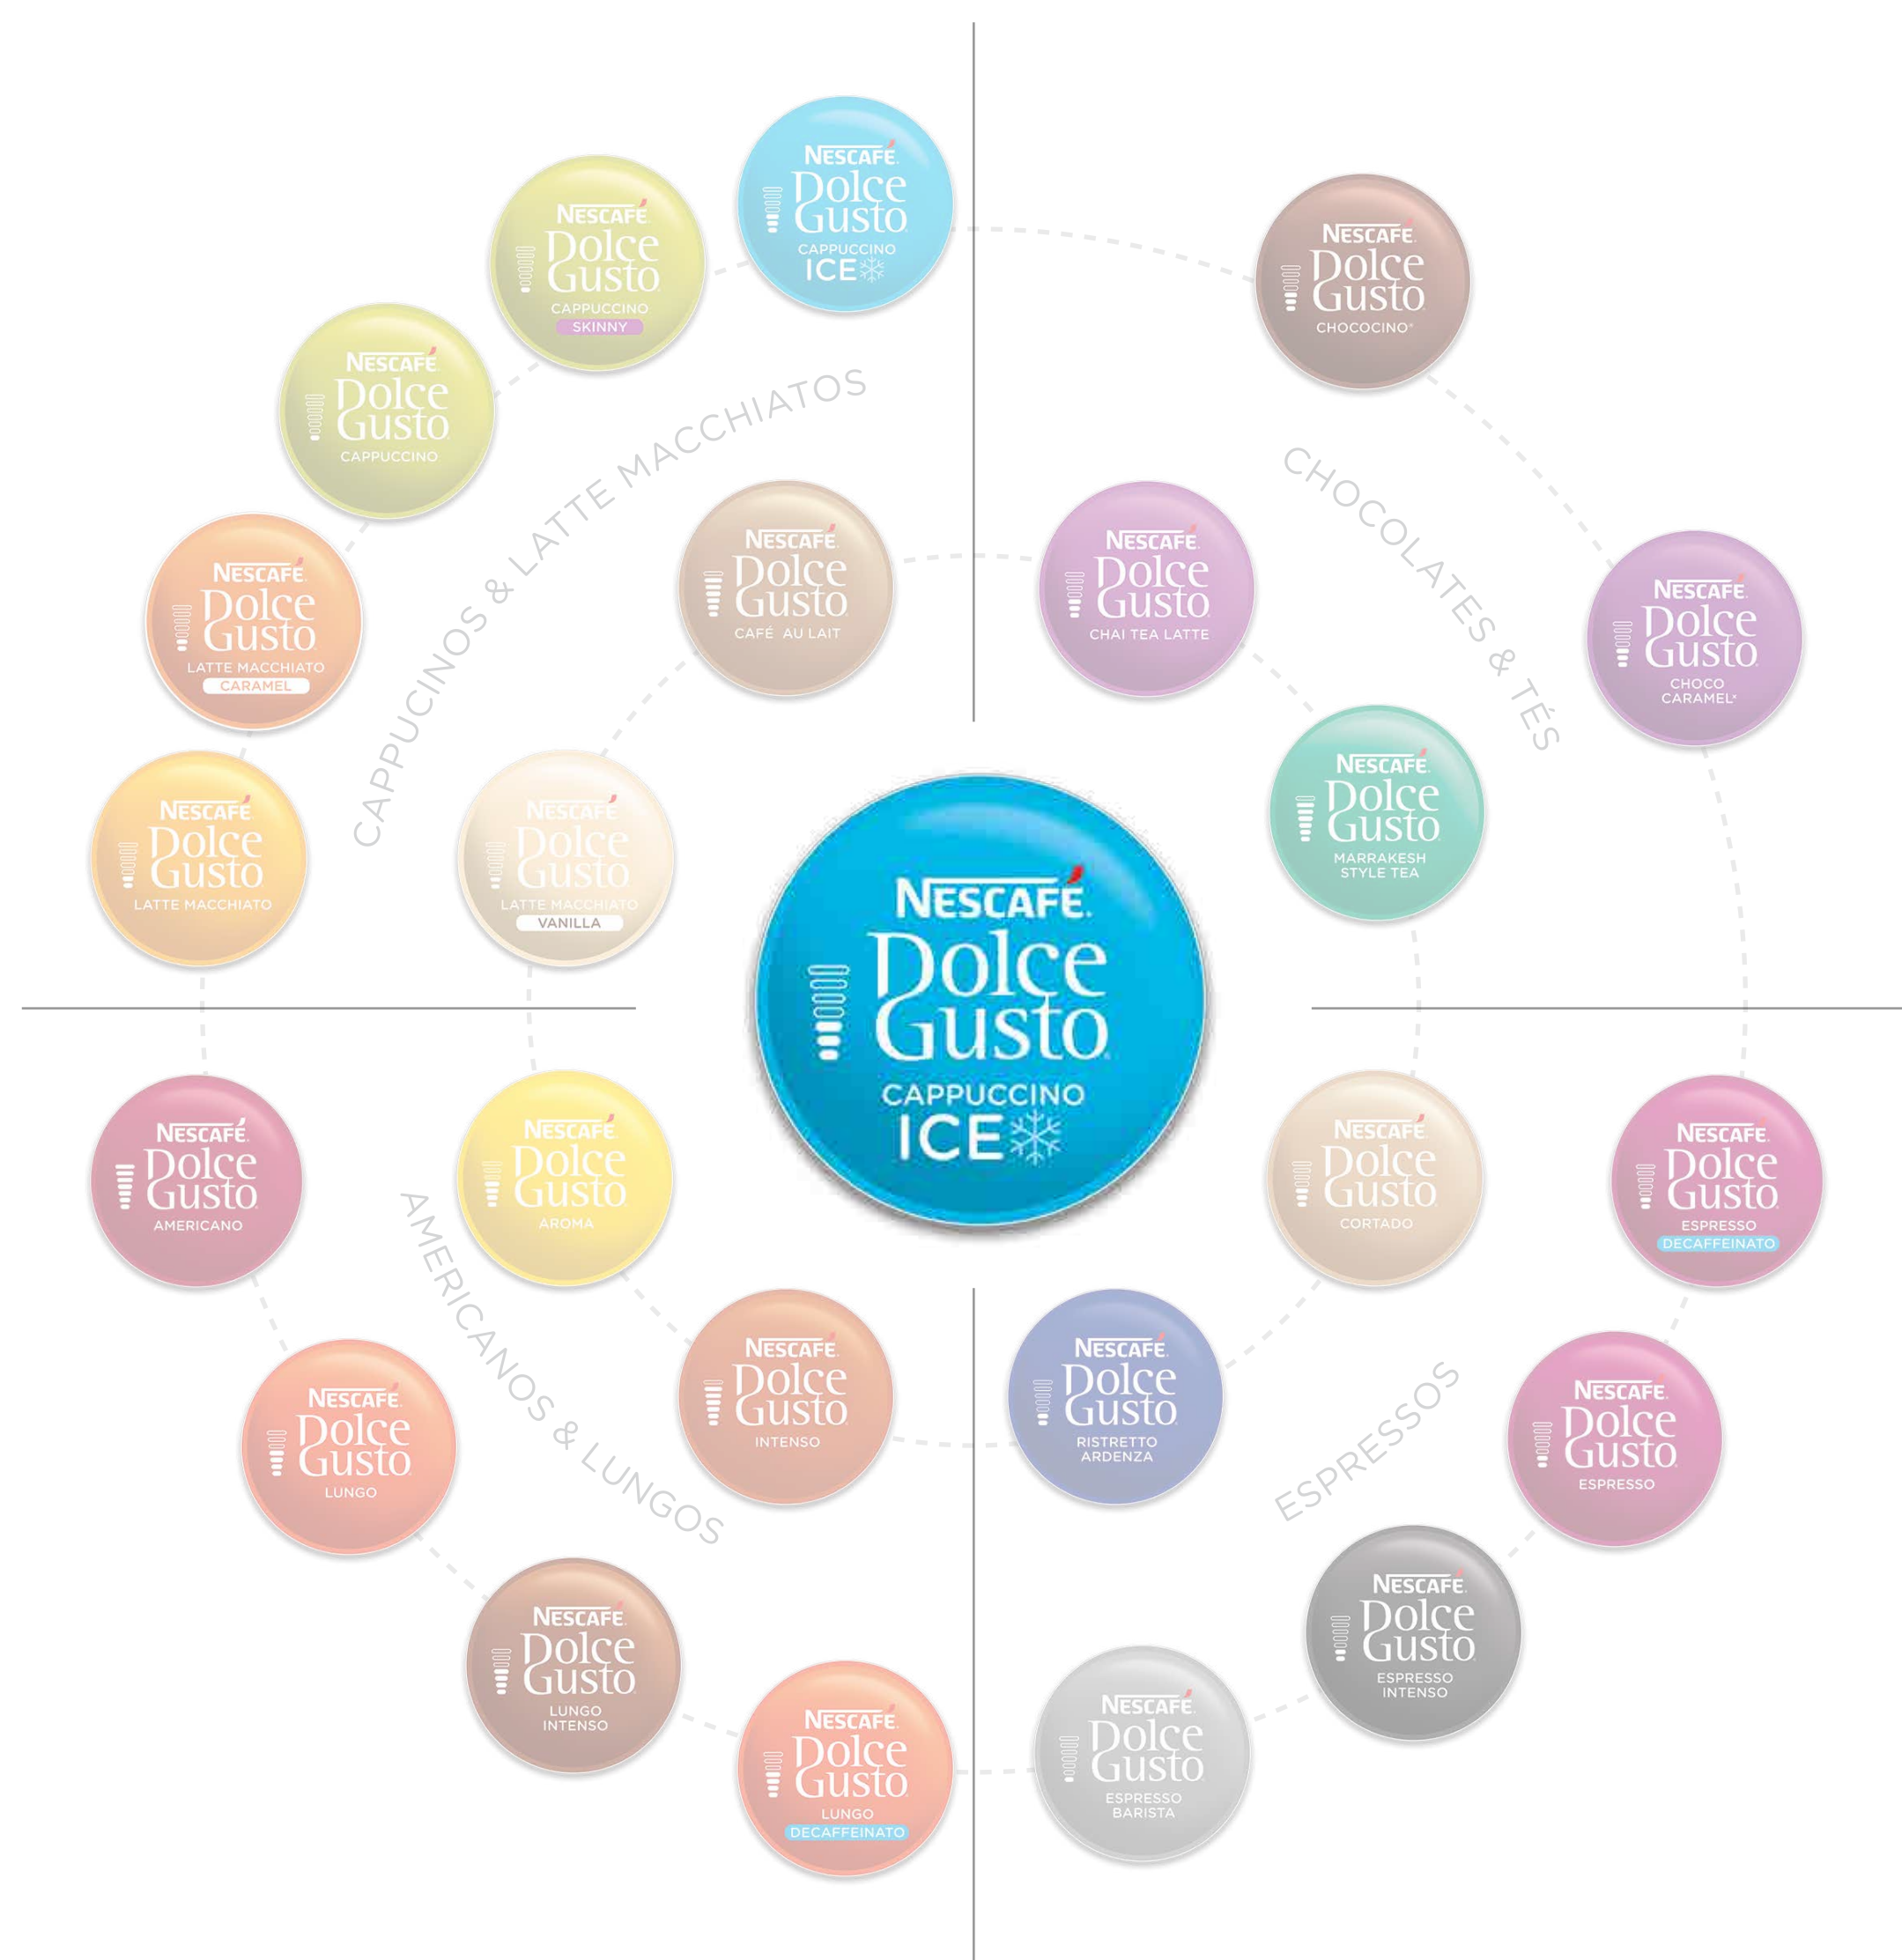 NESCAFÉ.
Dolce
Gusto
CAPPUCCINO
ICE
NESCAFÉ.
Dolce
Gusto
CAPPUCCINO
SKINNY
NESCAFÉ.
Dolce
Gusto
CAPPUCCINO
NESCAFÉ.
Dolce
Gusto
LATTE MACCHIATO
CARAMEL
NESCAFÉ.
Dolce
Gusto
LATTE MACCHIATO
CAPPUCINOS & LATTE MACCHIATOS
NESCAFÉ.
Dolce
Gusto
CAFÉ AU LAIT
NESCAFÉ.
Dolce
Gusto
LATTE MACCHIATO
VANILLA
NESCAFÉ.
Dolce
Gusto
CHOCOCINO®
CHOCOLATES & TÉS
NESCAFÉ.
Dolce
Gusto
CHAI TEA LATTE
NESCAFÉ.
Dolce
Gusto
CHOCO
CARAMEL*
NESCAFÉ.
Dolce
Gusto
MARRAKESH
STYLE TEA
NESCAFÉ.
Dolce
Gusto
CAPPUCCINO
ICE
NESCAFÉ.
Dolce
Gusto
AMERICANO
NESCAFÉ.
Dolce
Gusto
AROMA
AMERICANOS & LUNGOS
NESCAFÉ.
Dolce
Gusto
INTENSO
NESCAFÉ.
Dolce
Gusto
LUNGO
NESCAFÉ.
Dolce
Gusto
LUNGO
INTENSO
NESCAFÉ.
Dolce
Gusto
LUNGO
DECAFFEINATO
NESCAFÉ.
Dolce
Gusto
CORTADO
NESCAFÉ.
Dolce
Gusto
ESPRESSO
DECAFFEINATO
NESCAFÉ.
Dolce
Gusto
RISTRETTO
ARDENZA
ESPRESSOS
NESCAFÉ.
Dolce
Gusto
ESPRESSO
NESCAFÉ.
Dolce
Gusto
ESPRESSO
INTENSO
NESCAFÉ.
Dolce
Gusto
ESPRESSO
BARISTA